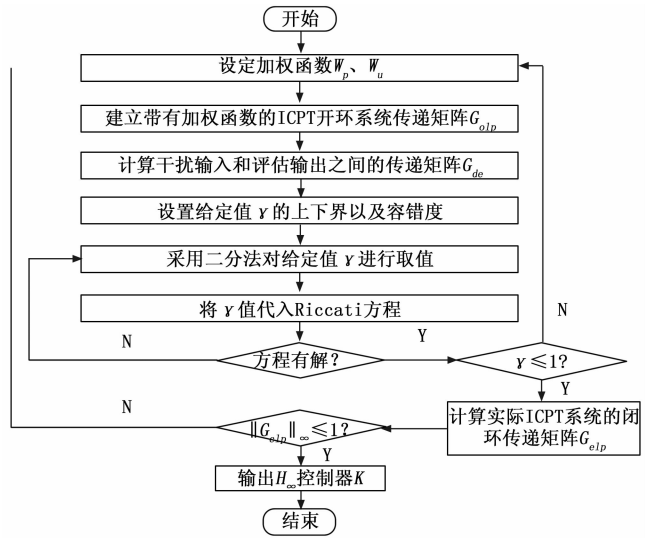 开始
设定加权函数W_p、W_u
建立带有加权函数的ICPT开环系统传递矩阵G_olp
计算干扰输入和评估输出之间的传递矩阵G_de
设置给定值γ的上下界以及容错度
采用二分法对给定值γ进行取值
将γ值代入Riccati方程
N
方程有解?
Y
γ≤1?
N
Y
计算实际ICPT系统的闭
环传递矩阵G_elp
‖G_elp‖_∞≤1?
N
Y
输出H_∞控制器K
结束